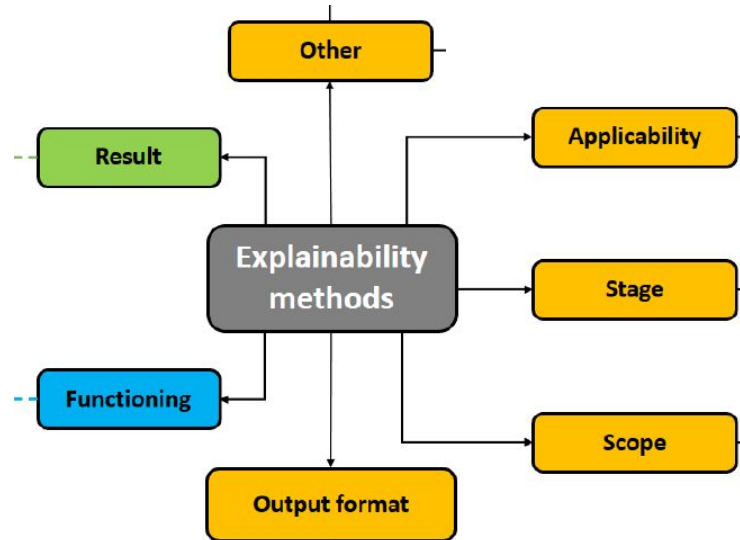 Other
Result
Applicability
Explainability
methods
Stage
Functioning
Scope
Output format